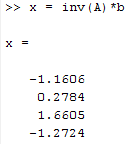 >> x = inv(A)*b
x =
-1.1606
0.2784
1.6605
-1.2724